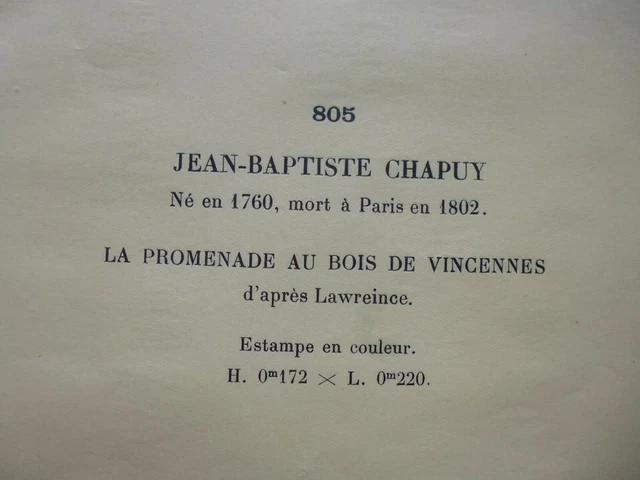 805
JEAN-BAPTISTE CHAPUY
Né en 1760, mort à Paris en 1802.
LA PROMENADE AU BOIS DE VINCENNES
d'après Lawreince.
Estampe en couleur.
H. 0ᵐ172 × L. 0ᵐ220.